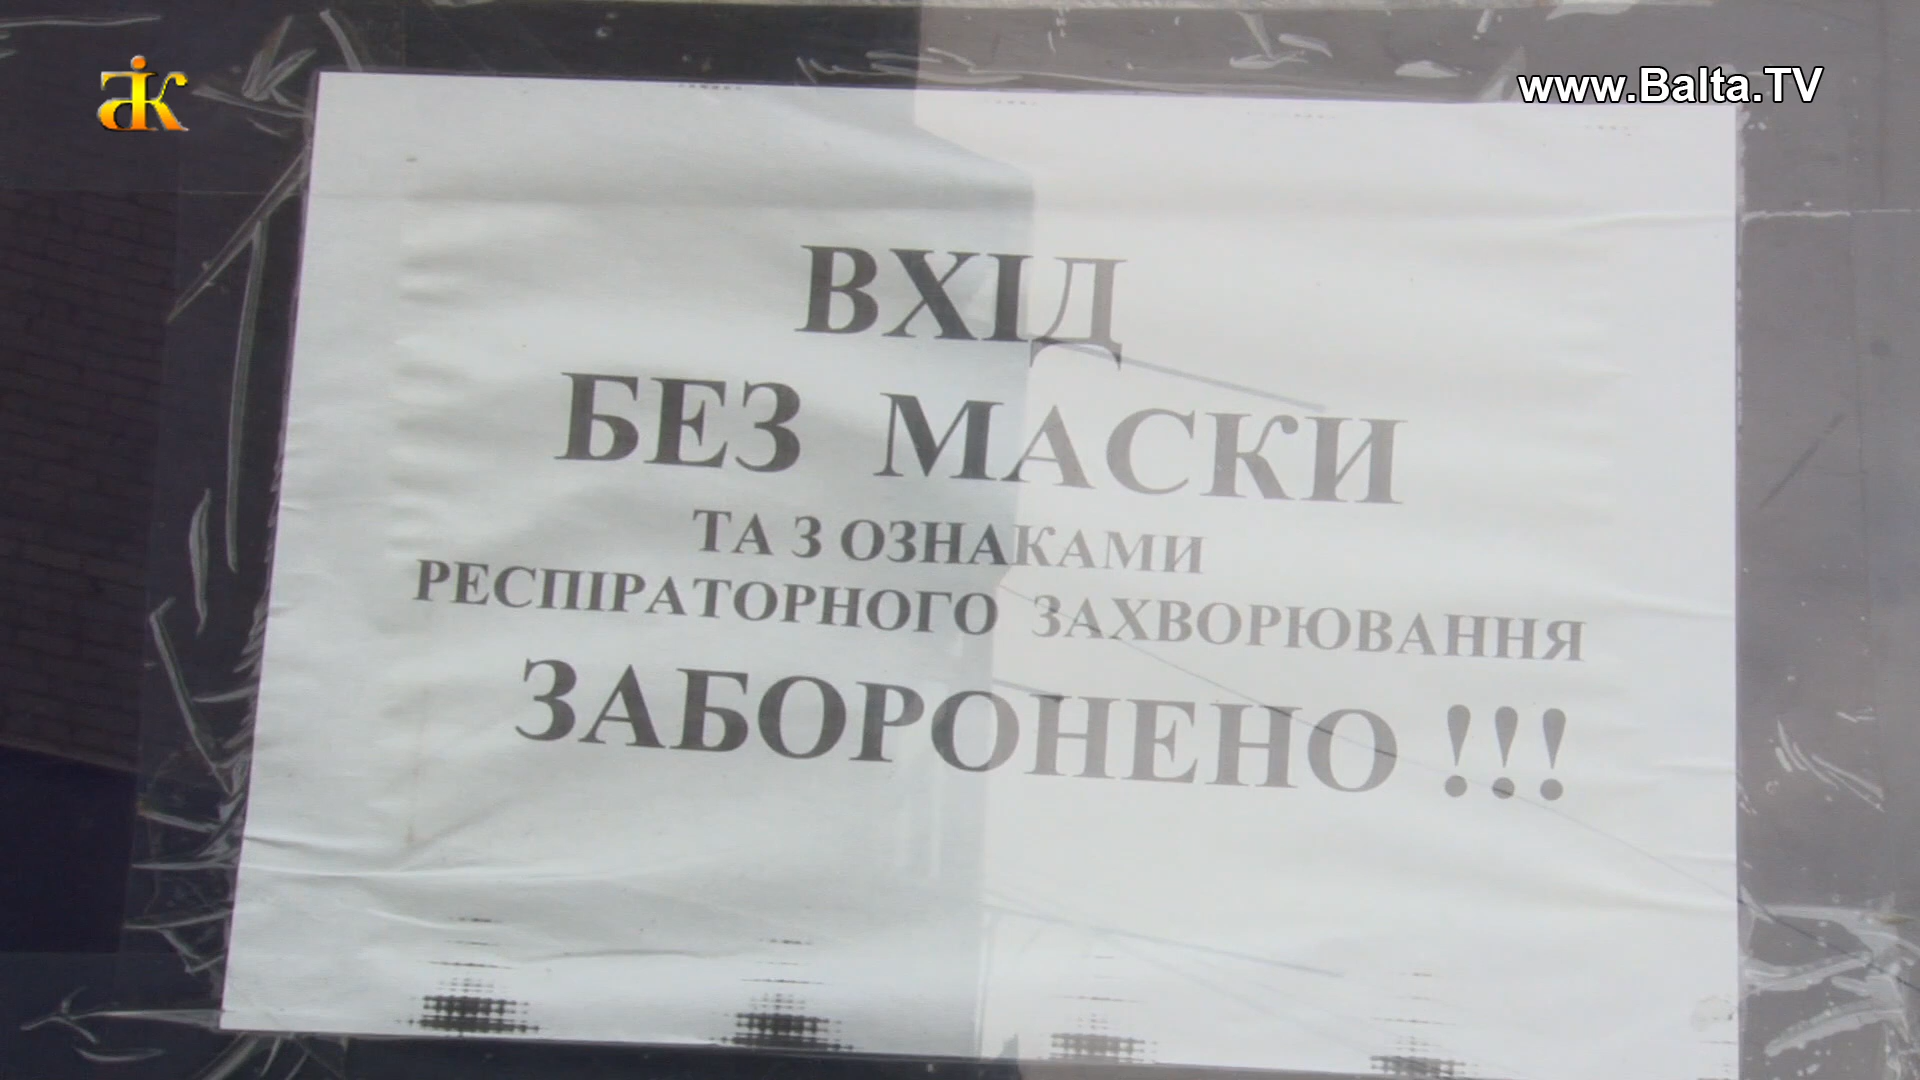 www.Balta.TV
ВХІД
БЕЗ МАСКИ
ТА З ОЗНАКАМИ
РЕСПІРАТОРНОГО ЗАХВОРЮВАННЯ
ЗАБОРОНЕНО !!!